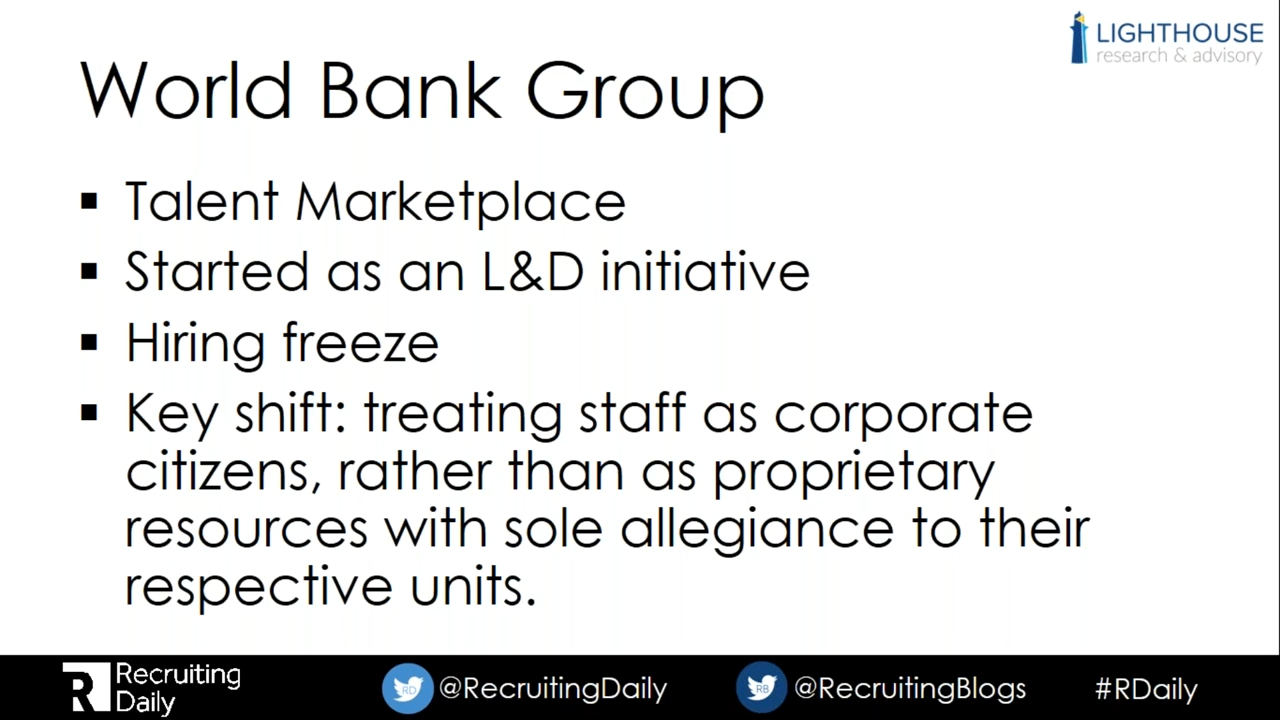 LIGHTHOUSE
research & advisory
World Bank Group
▪ Talent Marketplace
▪ Started as an L&D initiative
▪ Hiring freeze
▪ Key shift: treating staff as corporate
citizens, rather than as proprietary
resources with sole allegiance to their
respective units.
R
Recruiting
Daily
RD
@RecruitingDaily
RB
@RecruitingBlogs
#RDaily